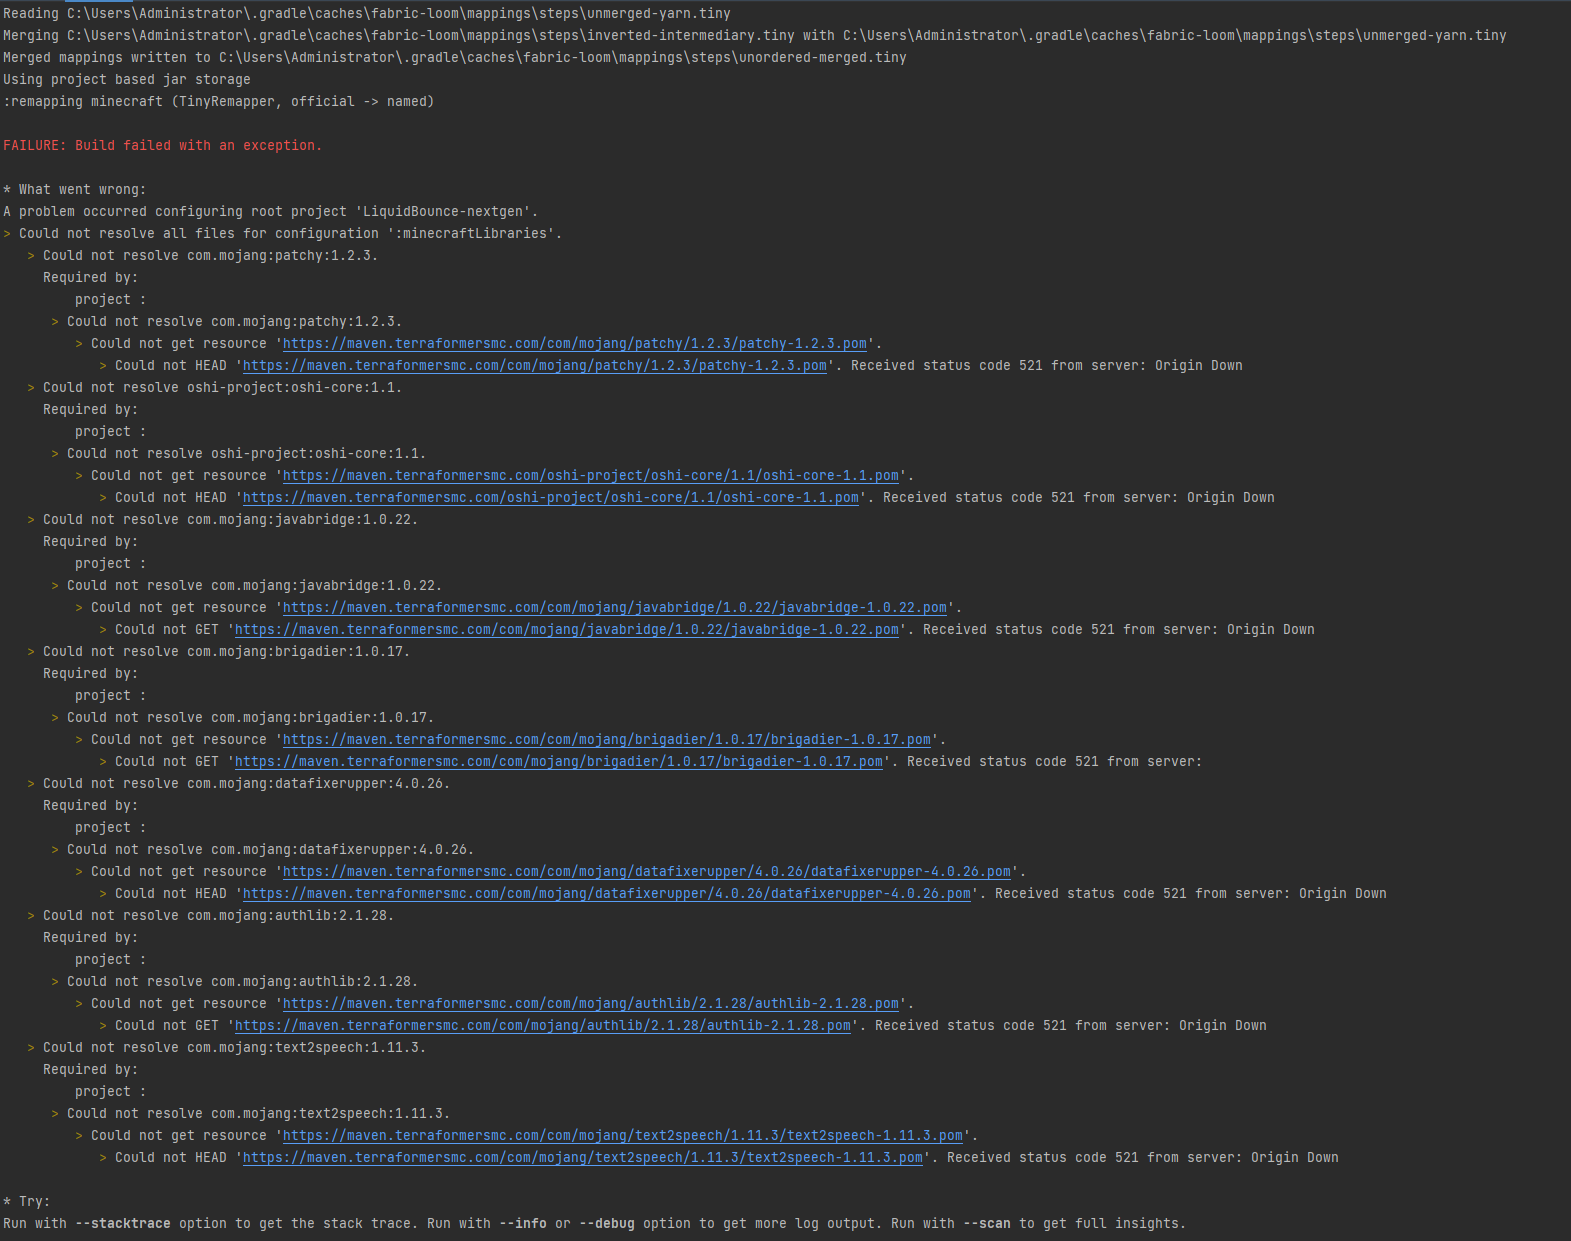 Reading C:\Users\Administrator\.gradle\caches\fabric-loom\mappings\steps\unmerged-yarn.tiny
Merging C:\Users\Administrator\.gradle\caches\fabric-loom\mappings\steps\inverted-intermediary.tiny with C:\Users\Administrator\.gradle\caches\fabric-loom\mappings\steps\unmerged-yarn.tiny
Merged mappings written to C:\Users\Administrator\.gradle\caches\fabric-loom\mappings\steps\unordered-merged.tiny
Using project based jar storage
:remapping minecraft (TinyRemapper, official -> named)
FAILURE: Build failed with an exception.
* What went wrong:
A problem occurred configuring root project 'LiquidBounce-nextgen'.
> Could not resolve all files for configuration ':minecraftLibraries'.
> Could not resolve com.mojang:patchy:1.2.3.
Required by:
project :
> Could not resolve com.mojang:patchy:1.2.3.
> Could not get resource 'https://maven.terraformersmc.com/com/mojang/patchy/1.2.3/patchy-1.2.3.pom'.
> Could not HEAD 'https://maven.terraformersmc.com/com/mojang/patchy/1.2.3/patchy-1.2.3.pom'. Received status code 521 from server: Origin Down
> Could not resolve oshi-project:oshi-core:1.1.
Required by:
project :
> Could not resolve oshi-project:oshi-core:1.1.
> Could not get resource 'https://maven.terraformersmc.com/oshi-project/oshi-core/1.1/oshi-core-1.1.pom'.
> Could not HEAD 'https://maven.terraformersmc.com/oshi-project/oshi-core/1.1/oshi-core-1.1.pom'. Received status code 521 from server: Origin Down
> Could not resolve com.mojang:javabridge:1.0.22.
Required by:
project :
> Could not resolve com.mojang:javabridge:1.0.22.
> Could not get resource 'https://maven.terraformersmc.com/com/mojang/javabridge/1.0.22/javabridge-1.0.22.pom'.
> Could not GET 'https://maven.terraformersmc.com/com/mojang/javabridge/1.0.22/javabridge-1.0.22.pom'. Received status code 521 from server: Origin Down
> Could not resolve com.mojang:brigadier:1.0.17.
Required by:
project :
> Could not resolve com.mojang:brigadier:1.0.17.
> Could not get resource 'https://maven.terraformersmc.com/com/mojang/brigadier/1.0.17/brigadier-1.0.17.pom'.
> Could not GET 'https://maven.terraformersmc.com/com/mojang/brigadier/1.0.17/brigadier-1.0.17.pom'. Received status code 521 from server:
> Could not resolve com.mojang:datafixerupper:4.0.26.
Required by:
project :
> Could not resolve com.mojang:datafixerupper:4.0.26.
> Could not get resource 'https://maven.terraformersmc.com/com/mojang/datafixerupper/4.0.26/datafixerupper-4.0.26.pom'.
> Could not HEAD 'https://maven.terraformersmc.com/com/mojang/datafixerupper/4.0.26/datafixerupper-4.0.26.pom'. Received status code 521 from server: Origin Down
> Could not resolve com.mojang:authlib:2.1.28.
Required by:
project :
> Could not resolve com.mojang:authlib:2.1.28.
> Could not get resource 'https://maven.terraformersmc.com/com/mojang/authlib/2.1.28/authlib-2.1.28.pom'.
> Could not GET 'https://maven.terraformersmc.com/com/mojang/authlib/2.1.28/authlib-2.1.28.pom'. Received status code 521 from server: Origin Down
> Could not resolve com.mojang:text2speech:1.11.3.
Required by:
project :
> Could not resolve com.mojang:text2speech:1.11.3.
> Could not get resource 'https://maven.terraformersmc.com/com/mojang/text2speech/1.11.3/text2speech-1.11.3.pom'.
> Could not HEAD 'https://maven.terraformersmc.com/com/mojang/text2speech/1.11.3/text2speech-1.11.3.pom'. Received status code 521 from server: Origin Down
* Try:
Run with --stacktrace option to get the stack trace. Run with --info or --debug option to get more log output. Run with --scan to get full insights.